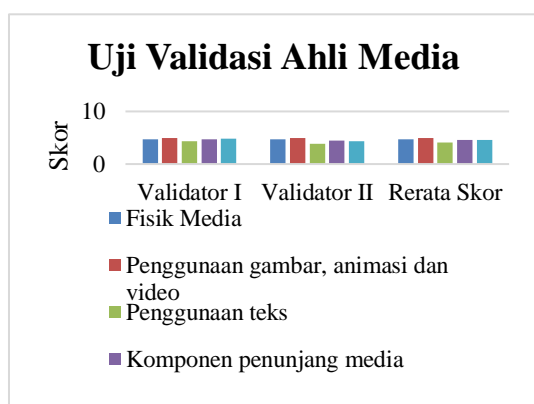 Uji Validasi Ahli Media
10
Skor
0
Validator I Validator II Rerata Skor
Fisik Media
Penggunaan gambar, animasi dan
video
Penggunaan teks
Komponen penunjang media